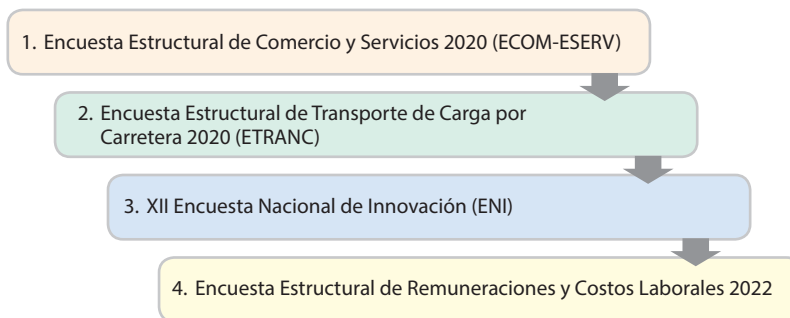 1. Encuesta Estructural de Comercio y Servicios 2020 (ECOM-ESERV)
2. Encuesta Estructural de Transporte de Carga por
Carretera 2020 (ETRANC)
3. XII Encuesta Nacional de Innovación (ENI)
4. Encuesta Estructural de Remuneraciones y Costos Laborales 2022